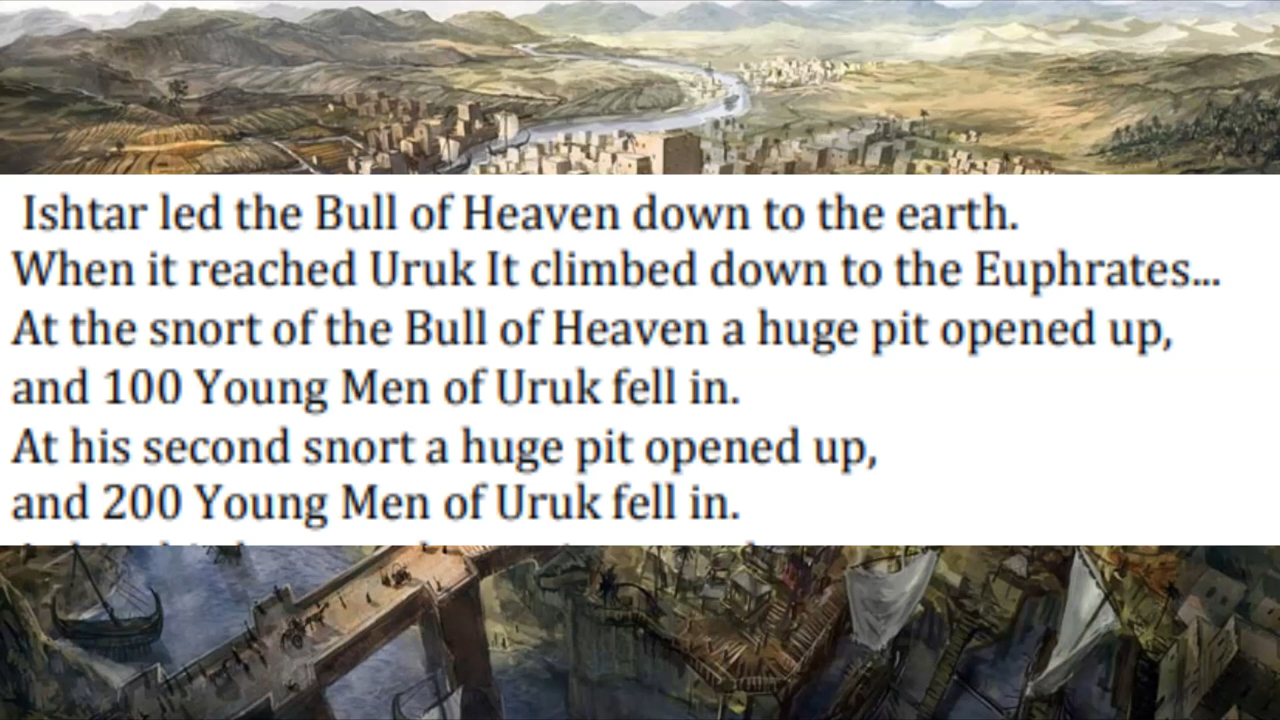 Ishtar led the Bull of Heaven down to the earth.
When it reached Uruk It climbed down to the Euphrates...
At the snort of the Bull of Heaven a huge pit opened up,
and 100 Young Men of Uruk fell in.
At his second snort a huge pit opened up,
and 200 Young Men of Uruk fell in.